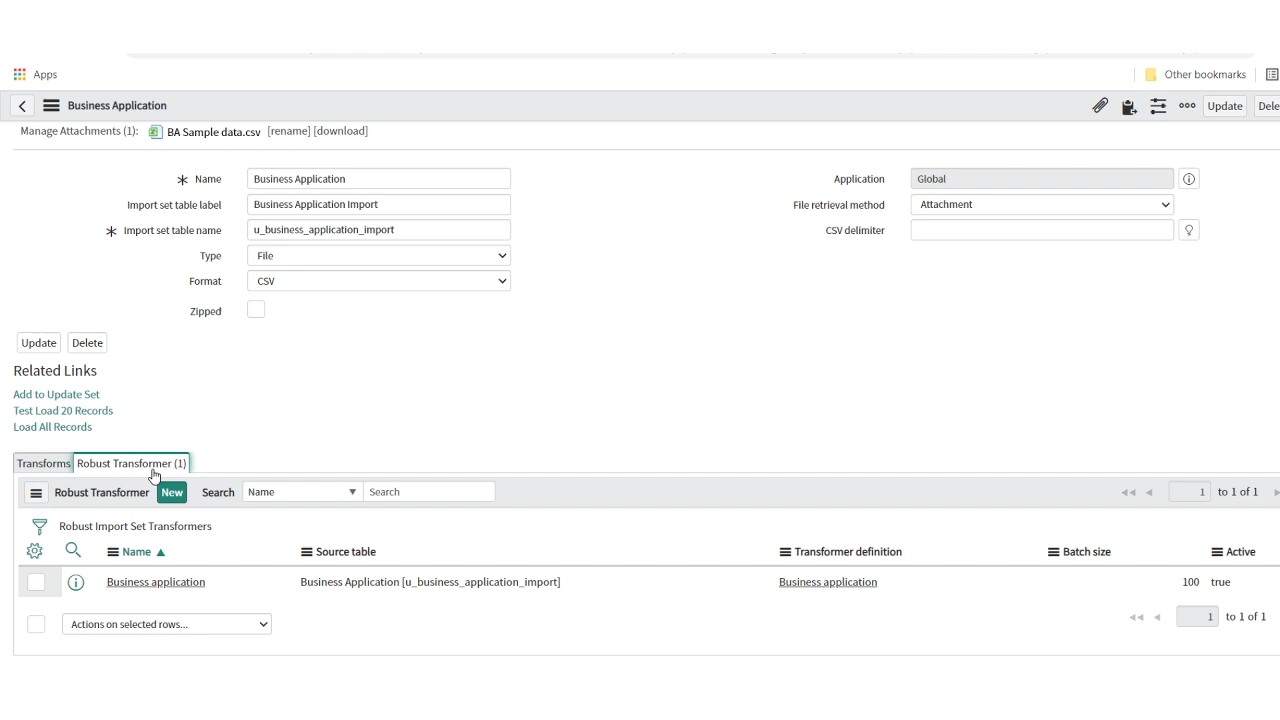 Apps
Other bookmarks
Business Application
Update
Dele
Manage Attachments (1): BA Sample data.csv [rename] [download]
Name Business Application
Application Global
Import set table label Business Application Import
File retrieval method Attachment
Import set table name u_business_application_import
CSV delimiter
Type File
Format CSV
Zipped
Update Delete
Related Links
Add to Update Set
Test Load 20 Records
Load All Records
Transforms Robust Transformer (1)
Robust Transformer New Search Name Search 1 to 1 of 1
Robust Import Set Transformers
Name Source table Transformer definition Batch size Active
Business application Business Application [u_business_application_import] Business application 100 true
Actions on selected rows... 1 to 1 of 1